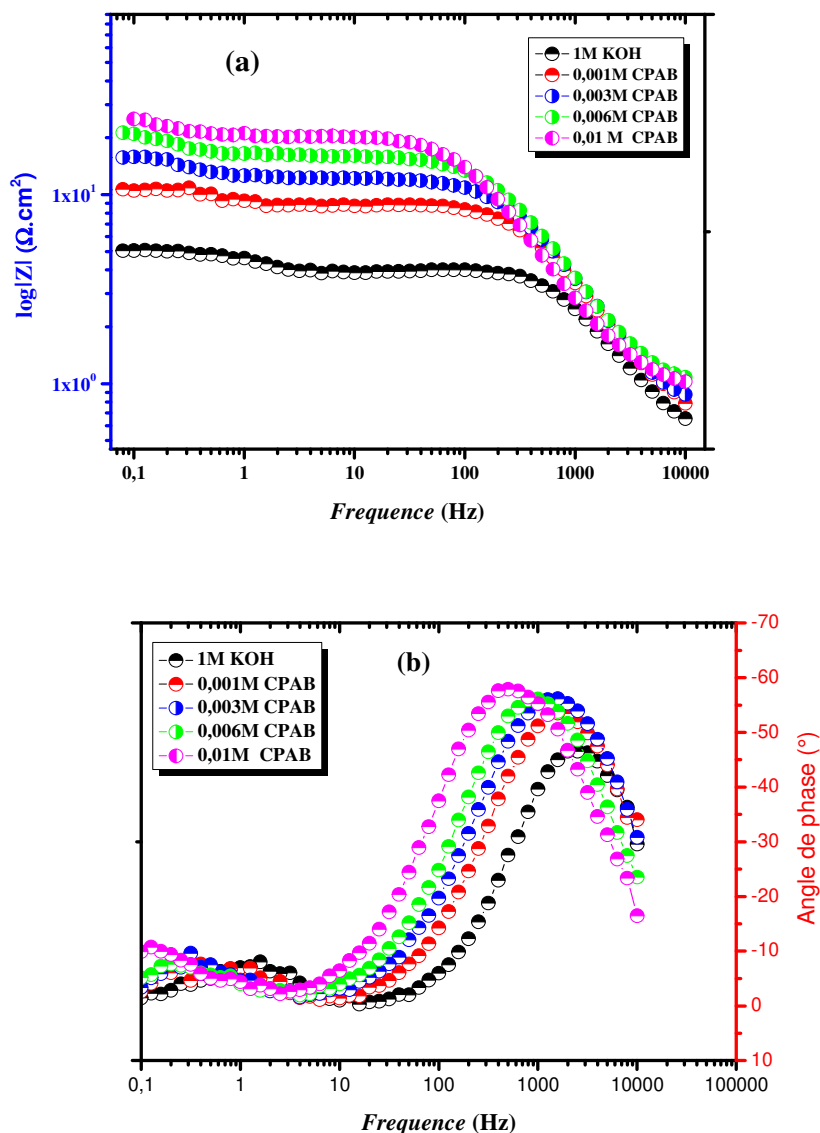 (a)
1M KOH
0,001M CPAB
0,003M CPAB
0,006M CPAB
0,01 M CPAB
log|Z| (Ω.cm²)
1x10¹
1x10⁰
0,1 1 10 100 1000 10000
Frequence (Hz)
(b)
1M KOH
0,001M CPAB
0,003M CPAB
0,006M CPAB
0,01M CPAB
-70
-60
-50
-40
-30
-20
-10
0
10
Angle de phase (°)
0,1 1 10 100 1000 10000 100000
Frequence (Hz)